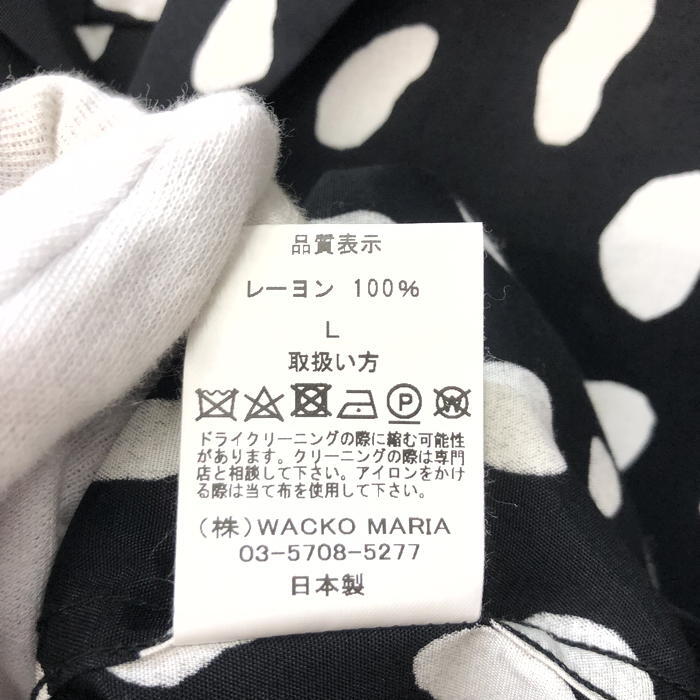 品質表示
レーヨン 100%
L
取扱い方
P W
ドライクリーニングの際に縮む可能性
があります。クリーニングの際は専門
店と相談して下さい。アイロンをかけ
る際は当て布を使用して下さい。
(株)WACKO MARIA
03-5708-5277
日本製